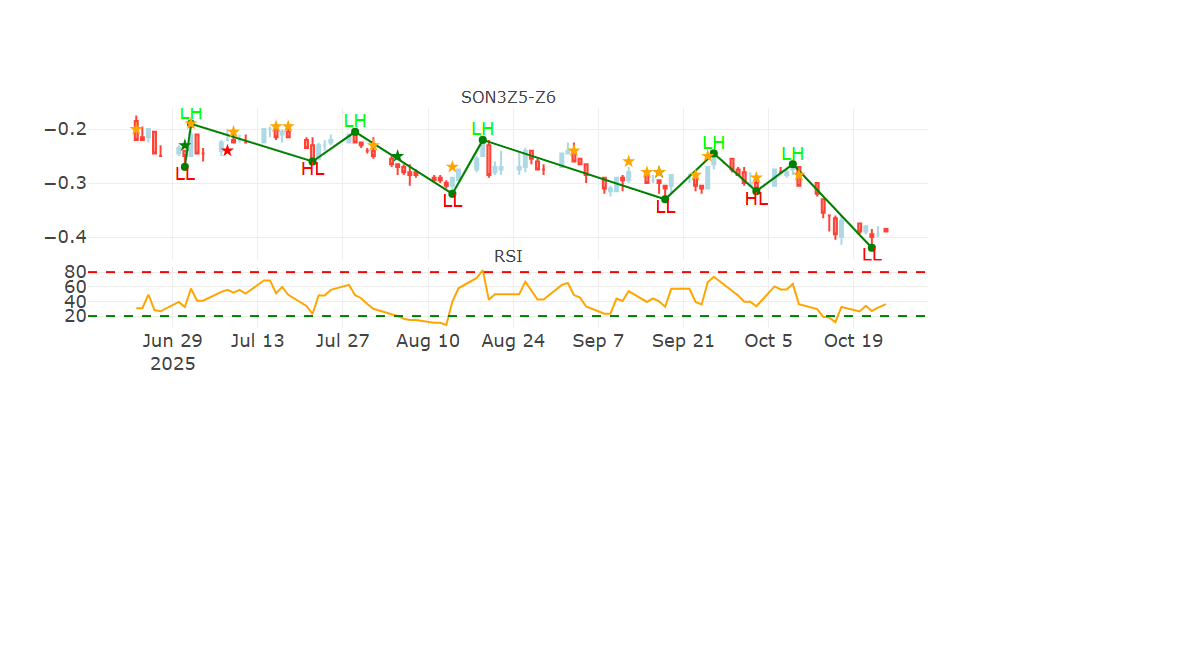 SON3Z5-Z6
LH
LH
LH
LH
LH
−0.2
−0.3
−0.4
LL
HL
LL
LL
HL
LL
RSI
80
60
40
20
Jun 29 Jul 13 Jul 27 Aug 10 Aug 24 Sep 7 Sep 21 Oct 5 Oct 19
2025